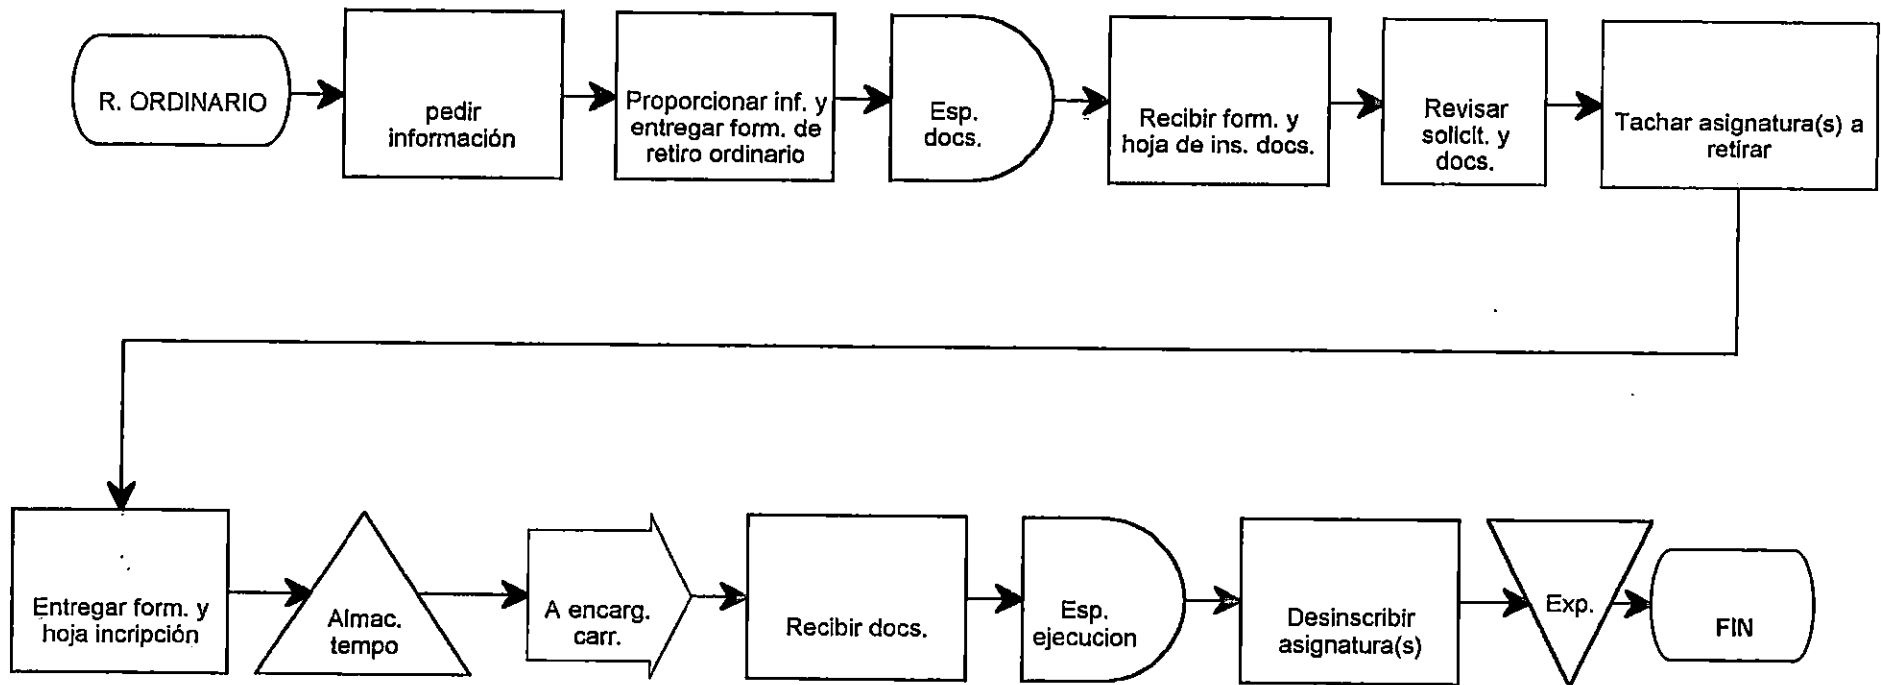 R. ORDINARIO
pedir
información
Proporcionar inf. y
entregar form. de
retiro ordinario
Esp.
docs.
Recibir form. y
hoja de ins. docs.
Revisar
solicit. y
docs.
Tachar asignatura(s) a
retirar
Entregar form. y
hoja incripción
Almac.
tempo
A encarg.
carr.
Recibir docs.
Esp.
ejecucion
Desinscribir
asignatura(s)
Exp.
FIN